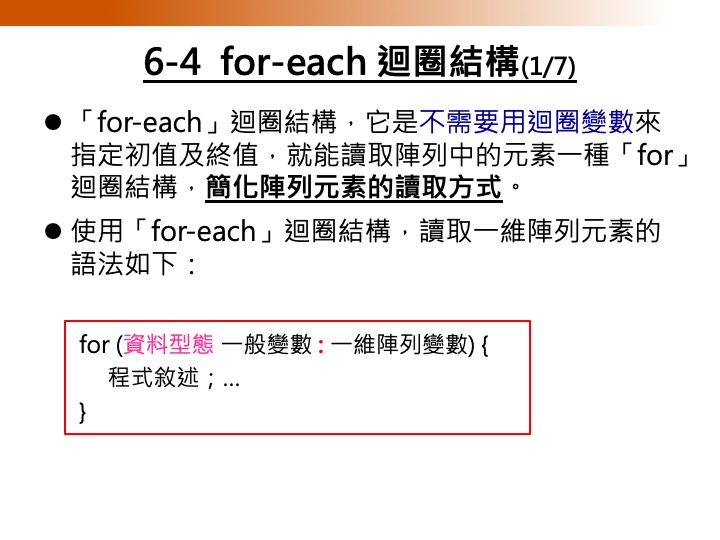 6-4 for-each 迴圈結構(1/7)
●「for-each」迴圈結構，它是不需要用迴圈變數來
指定初值及終值，就能讀取陣列中的元素一種「for」
迴圈結構，簡化陣列元素的讀取方式。
●使用「for-each」迴圈結構，讀取一維陣列元素的
語法如下：
for (資料型態 一般變數 : 一維陣列變數) {
程式敘述；…
}